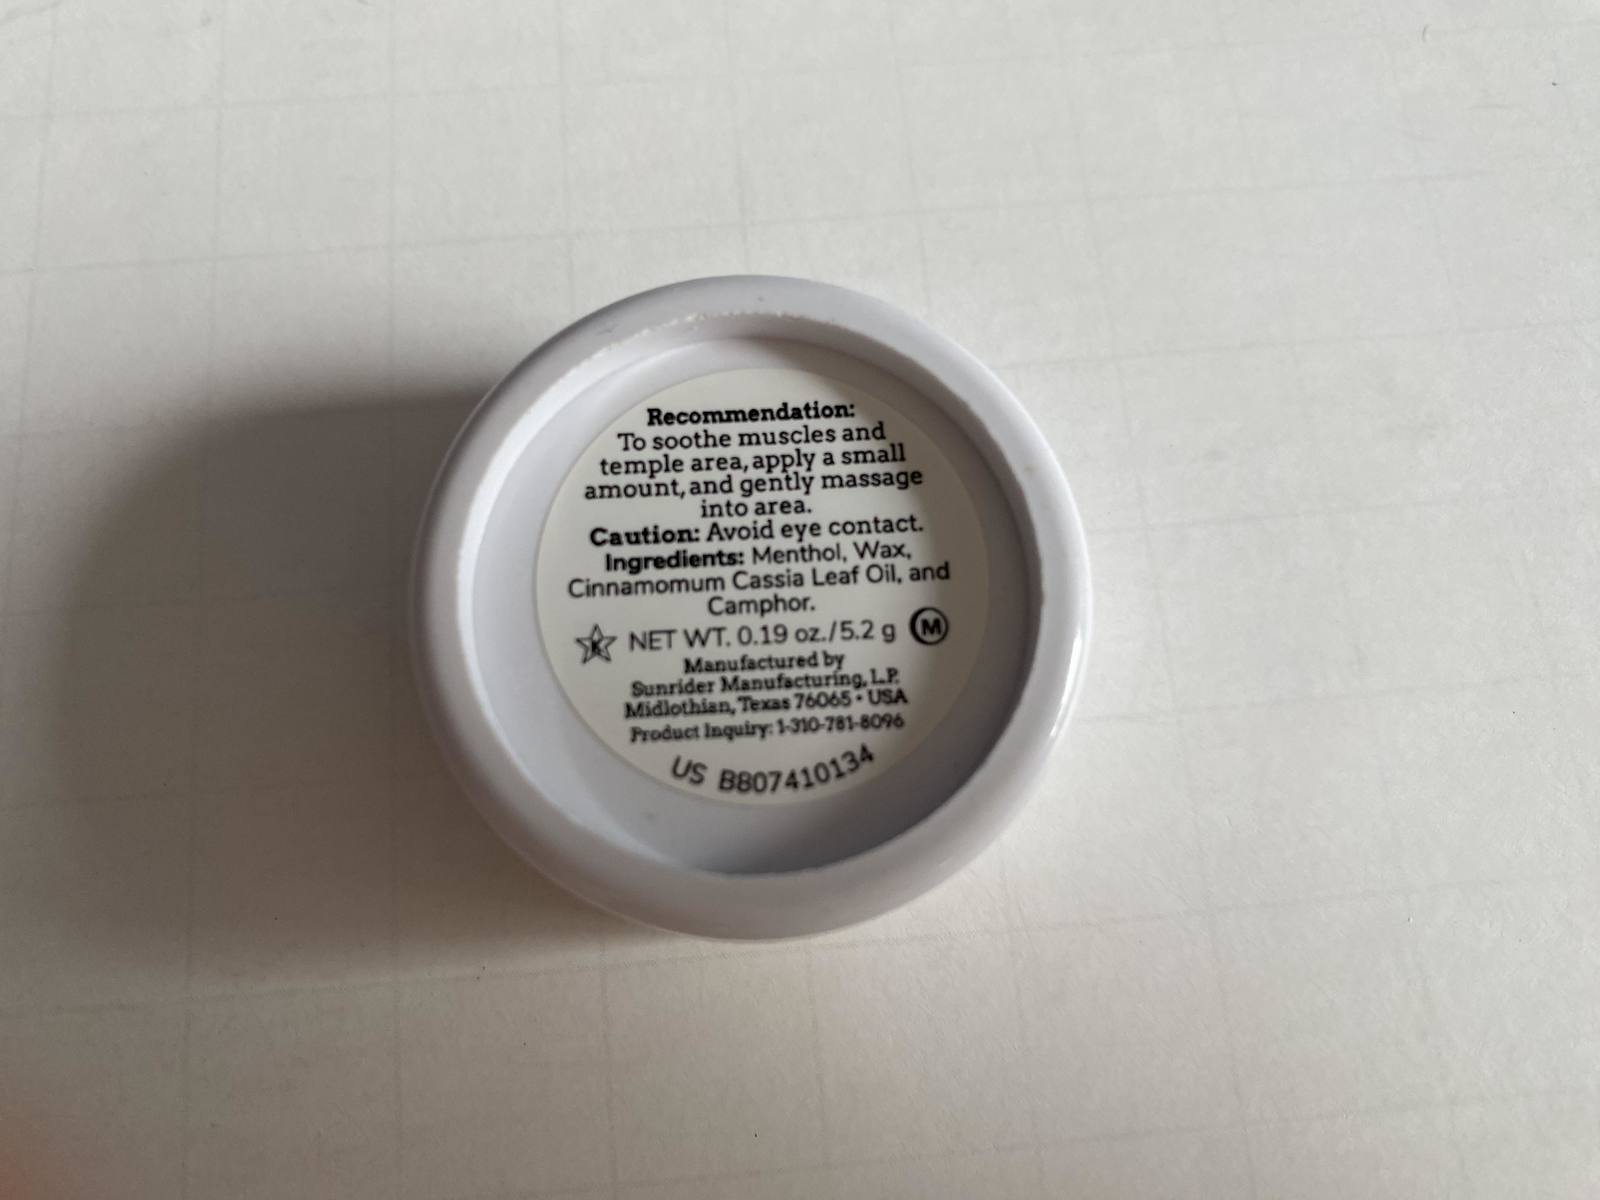 Recommendation:
To soothe muscles and
temple area, apply a small
amount, and gently massage
into area.
Caution: Avoid eye contact.
Ingredients: Menthol, Wax,
Cinnamomum Cassia Leaf Oil, and
Camphor.
K NET WT. 0.19 oz./5.2 g M
Manufactured by
Sunrider Manufacturing, L.P.
Midlothian, Texas 76065 • USA
Product Inquiry: 1-310-781-8096
US B807410134